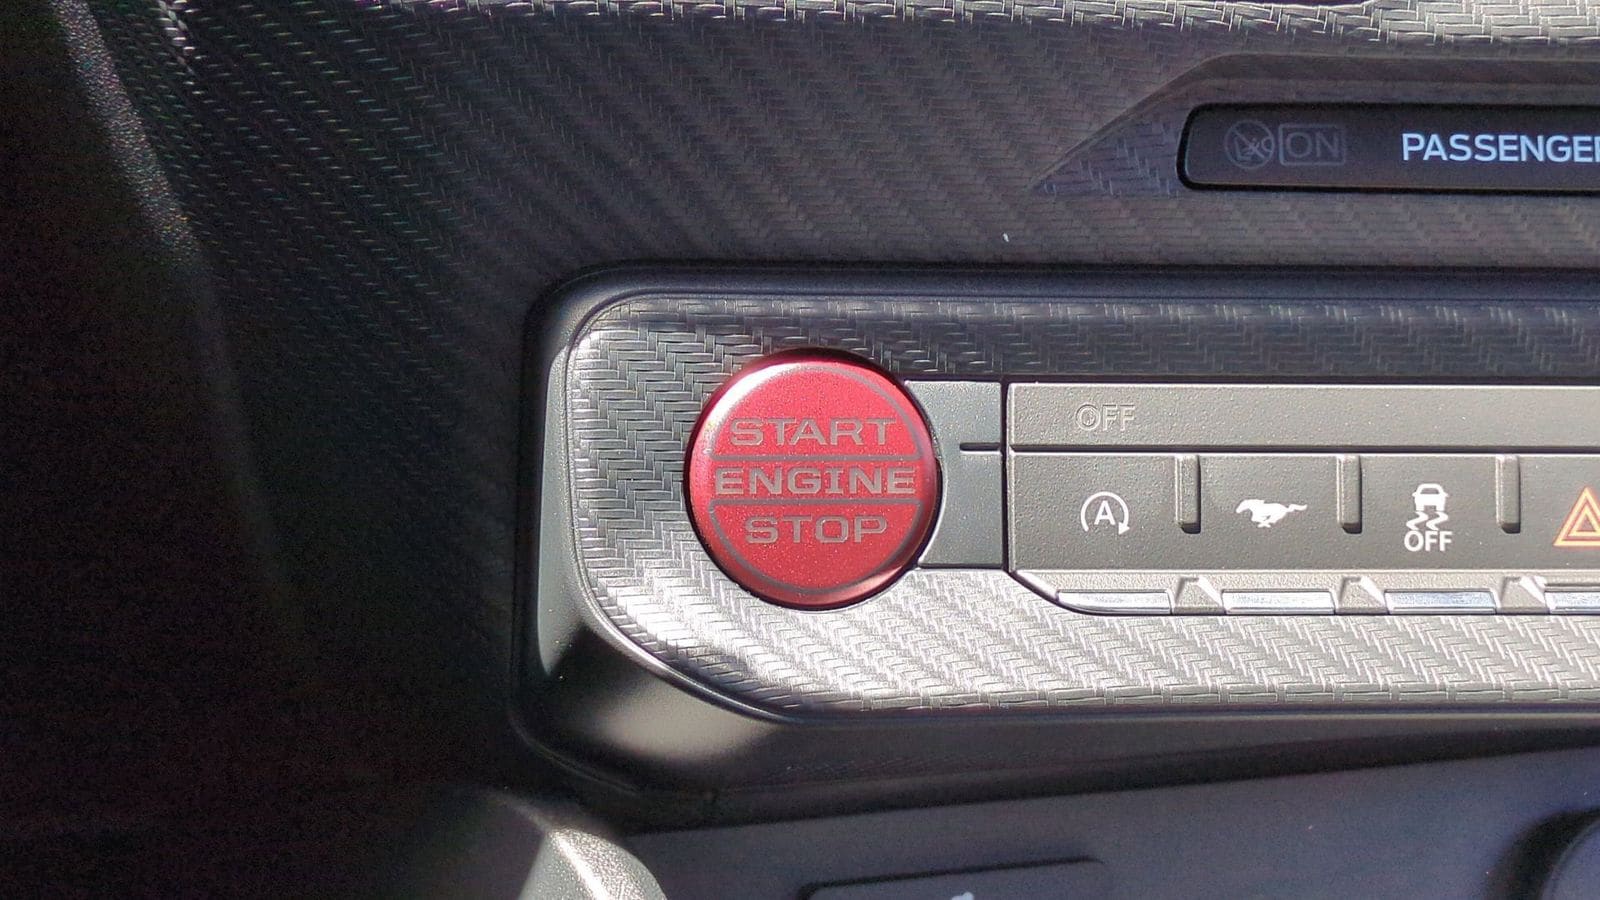 ON
PASSENGER
START
ENGINE
STOP
OFF
A
OFF